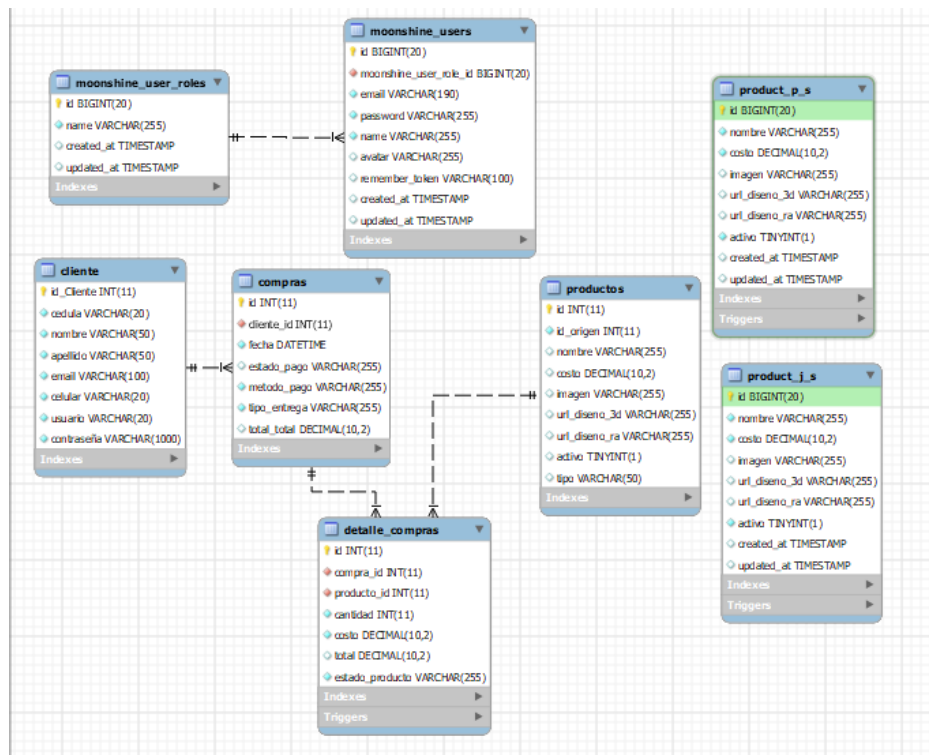 moonshine_users
id BIGINT(20)
moonshine_user_role_id BIGINT(20)
email VARCHAR(190)
password VARCHAR(255)
name VARCHAR(255)
avatar VARCHAR(255)
remember_token VARCHAR(100)
created_at TIMESTAMP
updated_at TIMESTAMP
Indexes
moonshine_user_roles
id BIGINT(20)
name VARCHAR(255)
created_at TIMESTAMP
updated_at TIMESTAMP
Indexes
product_p_s
id BIGINT(20)
nombre VARCHAR(255)
costo DECIMAL(10,2)
imagen VARCHAR(255)
url_diseno_3d VARCHAR(255)
url_diseno_ra VARCHAR(255)
activo TINYINT(1)
created_at TIMESTAMP
updated_at TIMESTAMP
Indexes
Triggers
cliente
id_Cliente INT(11)
cedula VARCHAR(20)
nombre VARCHAR(50)
apellido VARCHAR(50)
email VARCHAR(100)
celular VARCHAR(20)
usuario VARCHAR(20)
contraseña VARCHAR(1000)
Indexes
compras
id INT(11)
cliente_id INT(11)
fecha DATETIME
estado_pago VARCHAR(255)
metodo_pago VARCHAR(255)
tipo_entrega VARCHAR(255)
total_total DECIMAL(10,2)
Indexes
productos
id INT(11)
id_origen INT(11)
nombre VARCHAR(255)
costo DECIMAL(10,2)
imagen VARCHAR(255)
url_diseno_3d VARCHAR(255)
url_diseno_ra VARCHAR(255)
activo TINYINT(1)
tipo VARCHAR(50)
Indexes
product_j_s
id BIGINT(20)
nombre VARCHAR(255)
costo DECIMAL(10,2)
imagen VARCHAR(255)
url_diseno_3d VARCHAR(255)
url_diseno_ra VARCHAR(255)
activo TINYINT(1)
created_at TIMESTAMP
updated_at TIMESTAMP
Indexes
Triggers
detalle_compras
id INT(11)
compra_id INT(11)
producto_id INT(11)
cantidad INT(11)
costo DECIMAL(10,2)
total DECIMAL(10,2)
estado_producto VARCHAR(255)
Indexes
Triggers